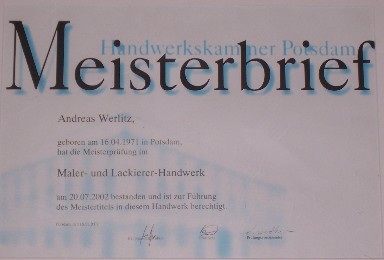 Handwerkskammer Potsdam
Meisterbrief
Andreas Werlitz,
geboren am 18.04.1971 in Potsdam,
hat die Meisterprüfung im
Maler- und Lackierer-Handwerk
am 20.07.2002 bestanden und ist zur Führung
des Meistertitels in diesem Handwerk berechtigt.